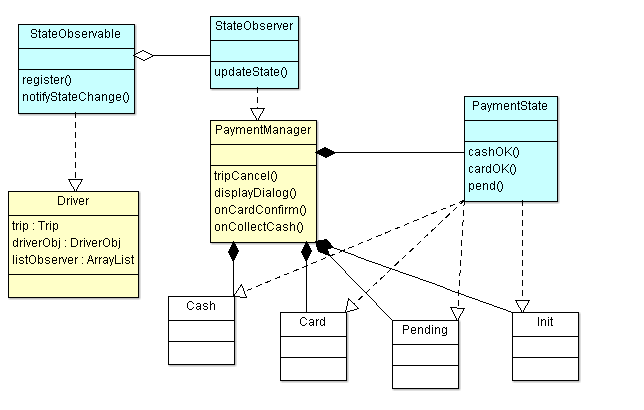 StateObservable
register()
notifyStateChange()
StateObserver
updateState()
PaymentManager
tripCancel()
displayDialog()
onCardConfirm()
onCollectCash()
PaymentState
cashOK()
cardOK()
pend()
Driver
trip : Trip
driverObj : DriverObj
listObserver : ArrayList
Cash
Card
Pending
Init